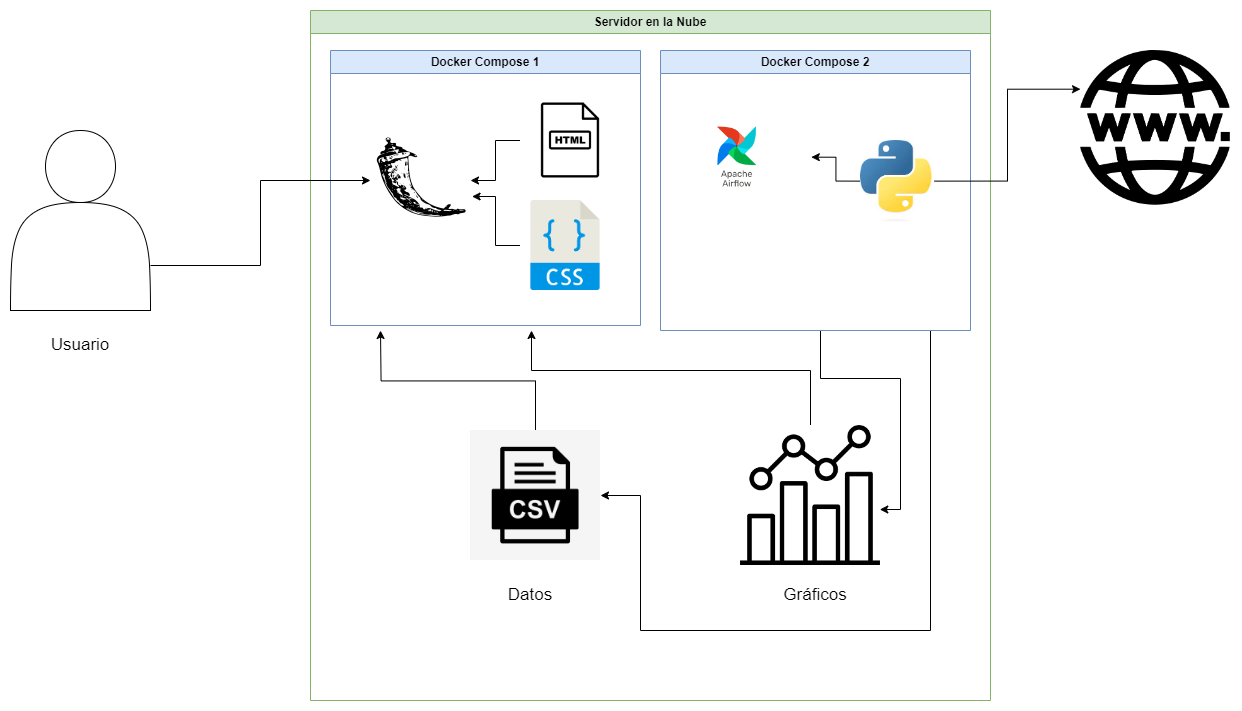 Servidor en la Nube
Docker Compose 1
Docker Compose 2
HTML
{ }
CSS
Apache
Airflow
www.
Usuario
CSV
Datos
Gráficos